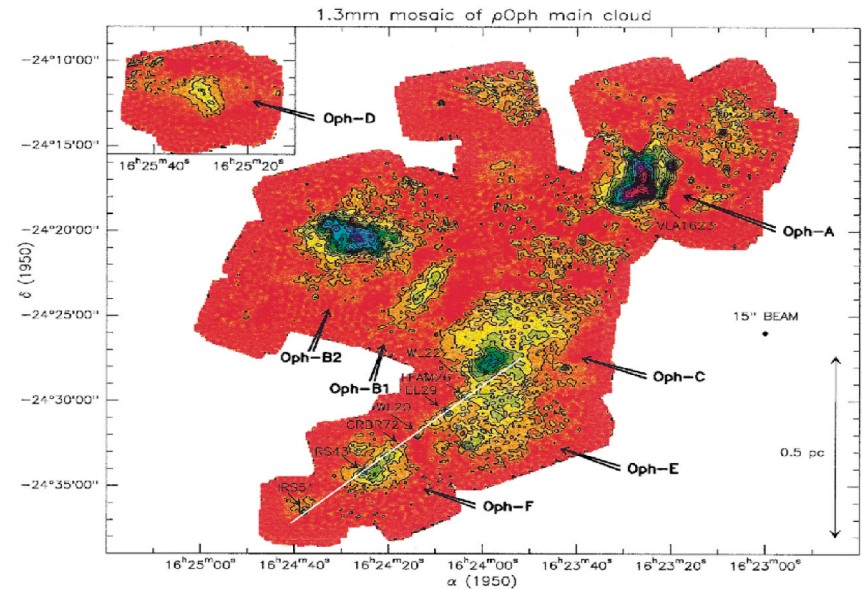 1.3mm mosaic of ρOph main cloud
-24°10'00"
-24°15'00"
-24°20'00"
-24°25'00"
-24°30'00"
-24°35'00"
δ (1950)
16ʰ25ᵐ40ˢ 16ʰ25ᵐ20ˢ
Oph-D
Oph-A
VLA1623
15" BEAM
Oph-B2
Oph-B1
WL22
Oph-C
EL29
WL20
CRBR72
Oph-E
0.5 pc
IRS43
Oph-F
IRS51
16ʰ25ᵐ00ˢ 16ʰ24ᵐ40ˢ 16ʰ24ᵐ20ˢ 16ʰ24ᵐ00ˢ 16ʰ23ᵐ40ˢ 16ʰ23ᵐ20ˢ 16ʰ23ᵐ00ˢ
α (1950)